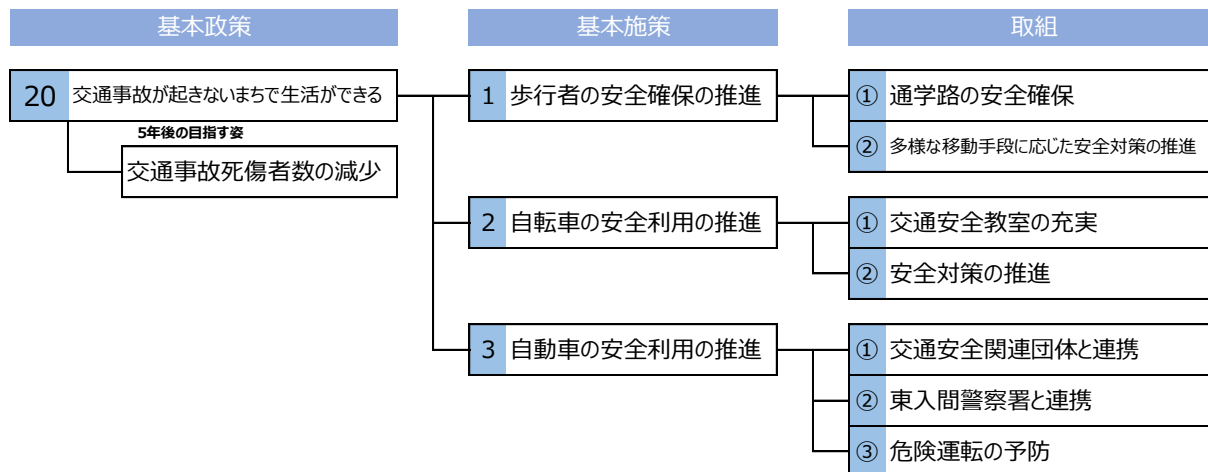 基本政策
基本施策
取組
20 交通事故が起きないまちで生活ができる
5年後の目指す姿
交通事故死傷者数の減少
1 歩行者の安全確保の推進
① 通学路の安全確保
② 多様な移動手段に応じた安全対策の推進
2 自転車の安全利用の推進
① 交通安全教室の充実
② 安全対策の推進
3 自動車の安全利用の推進
① 交通安全関連団体と連携
② 東入間警察署と連携
③ 危険運転の予防